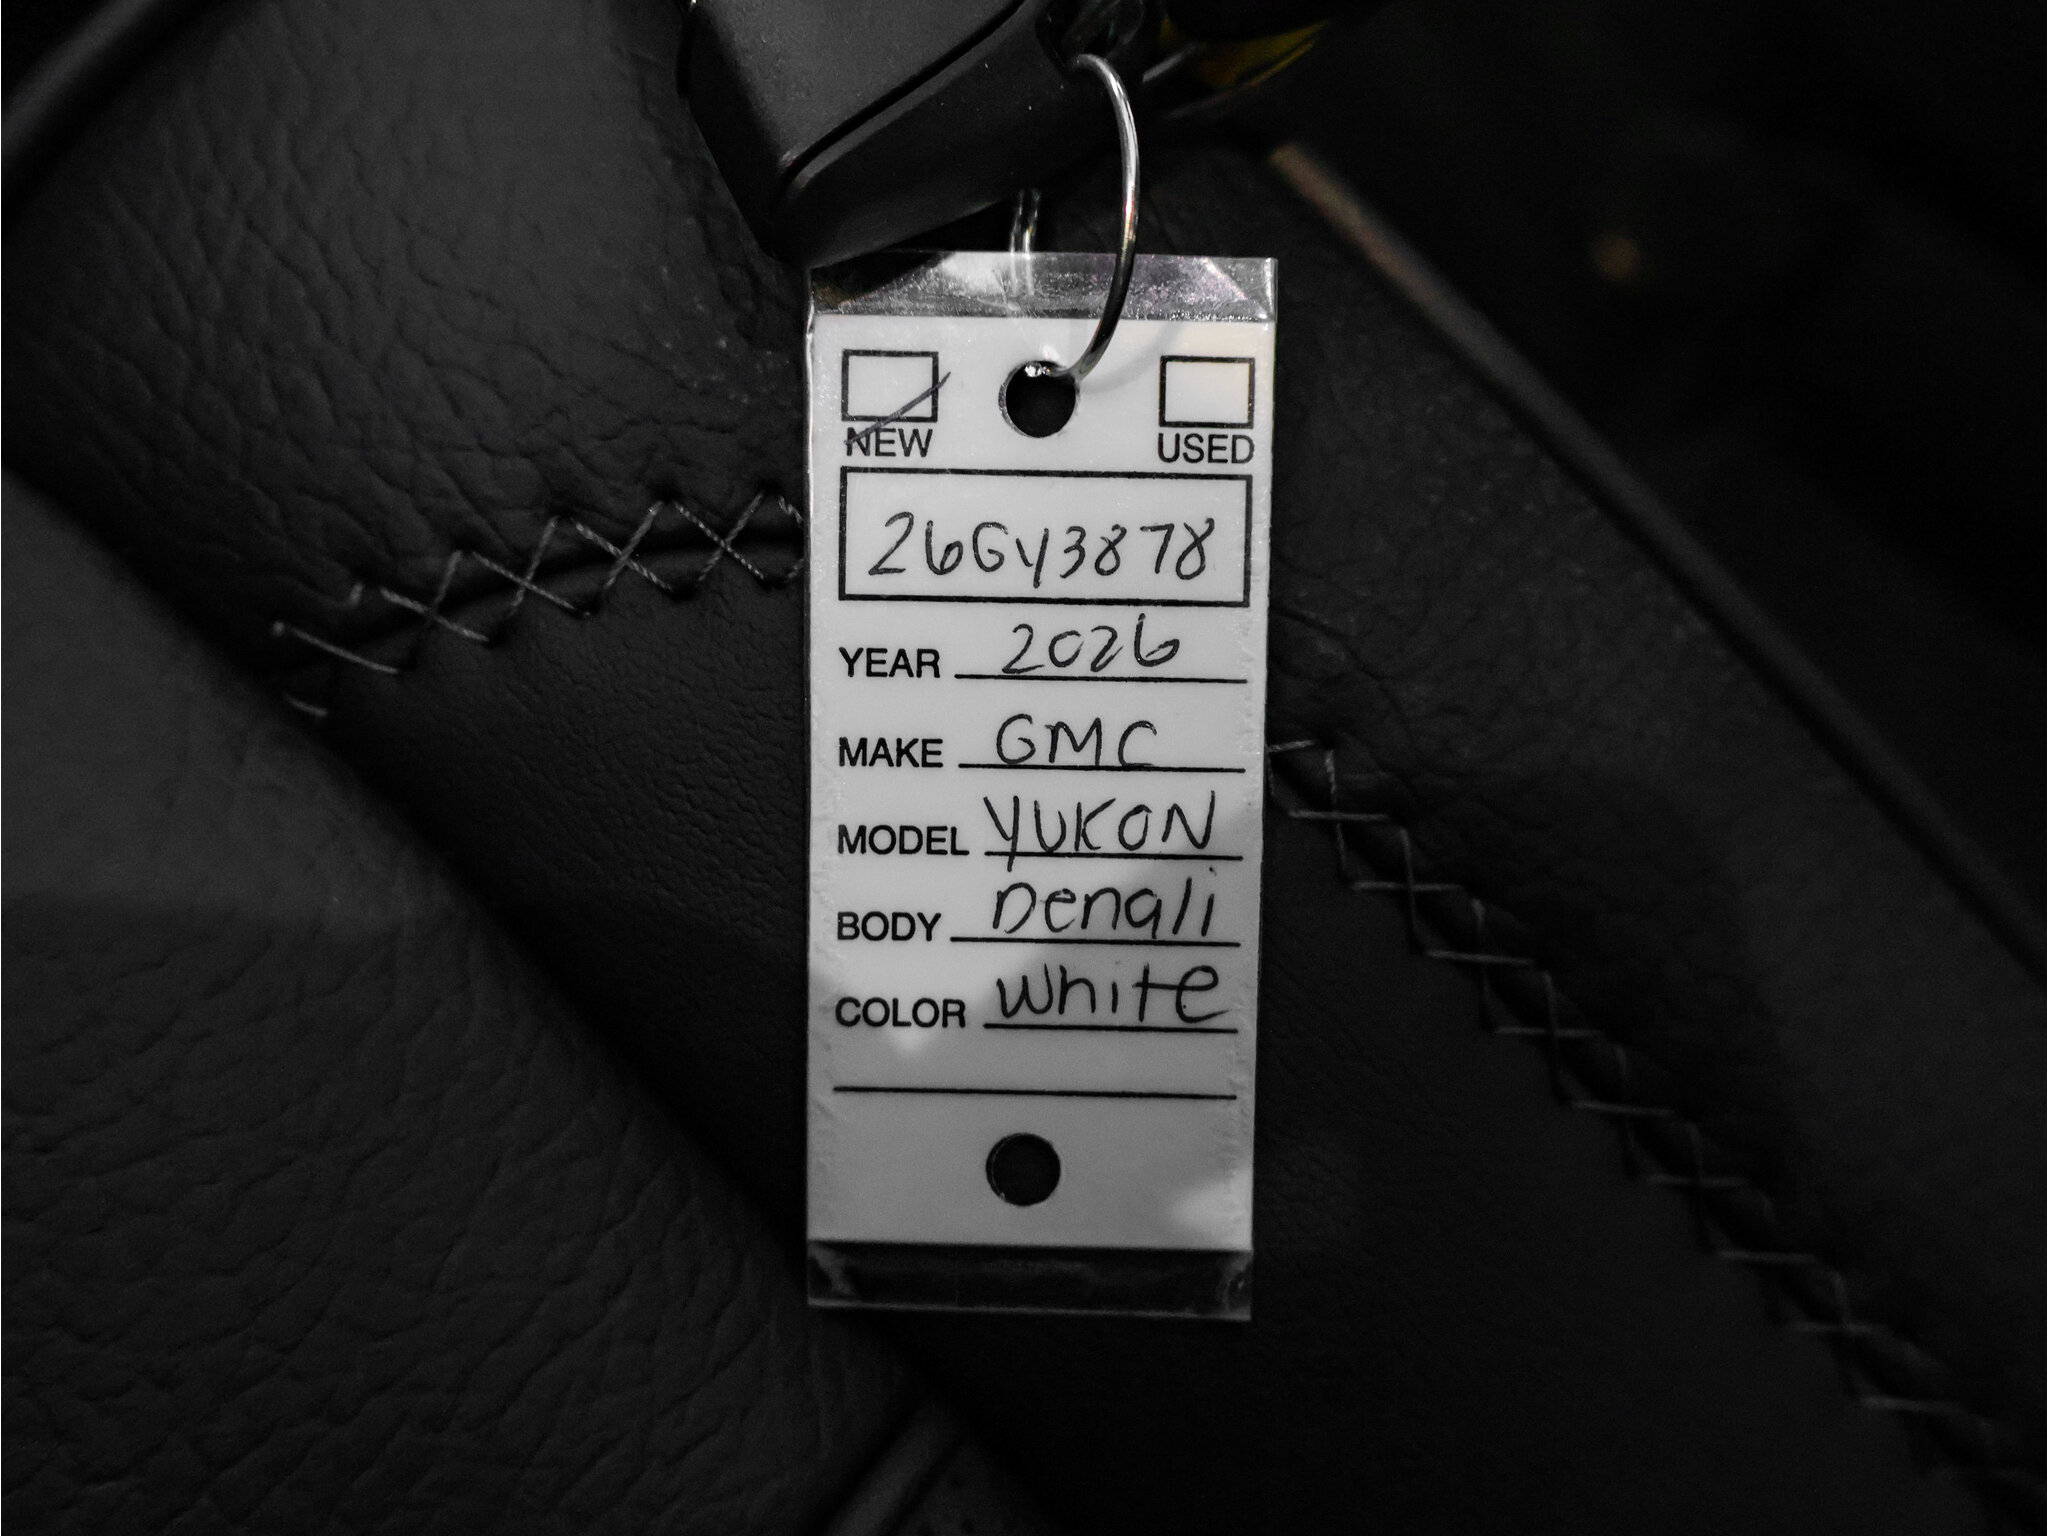 NEW USED
26GY3878
YEAR 2026
MAKE GMC
MODEL YUKON
BODY Denali
COLOR White